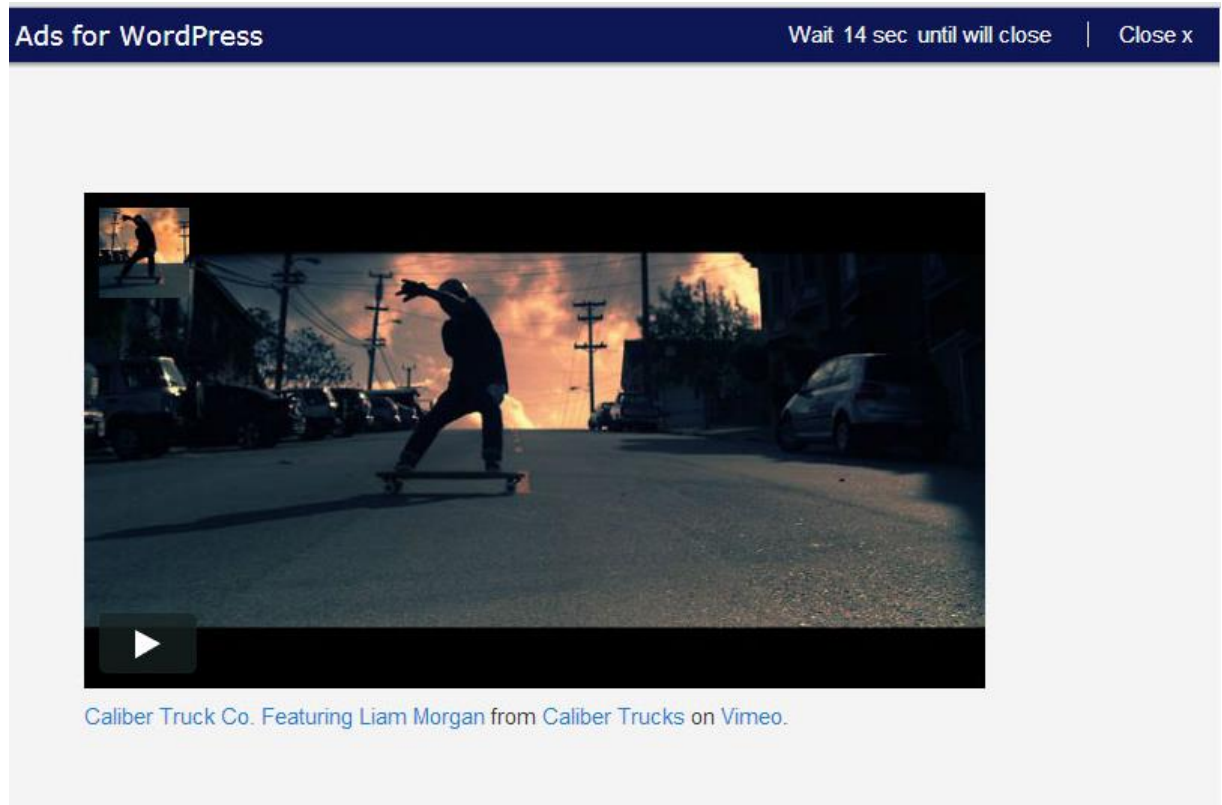 Ads for WordPress Wait 14 sec until will close | Close x
Caliber Truck Co. Featuring Liam Morgan from Caliber Trucks on Vimeo.